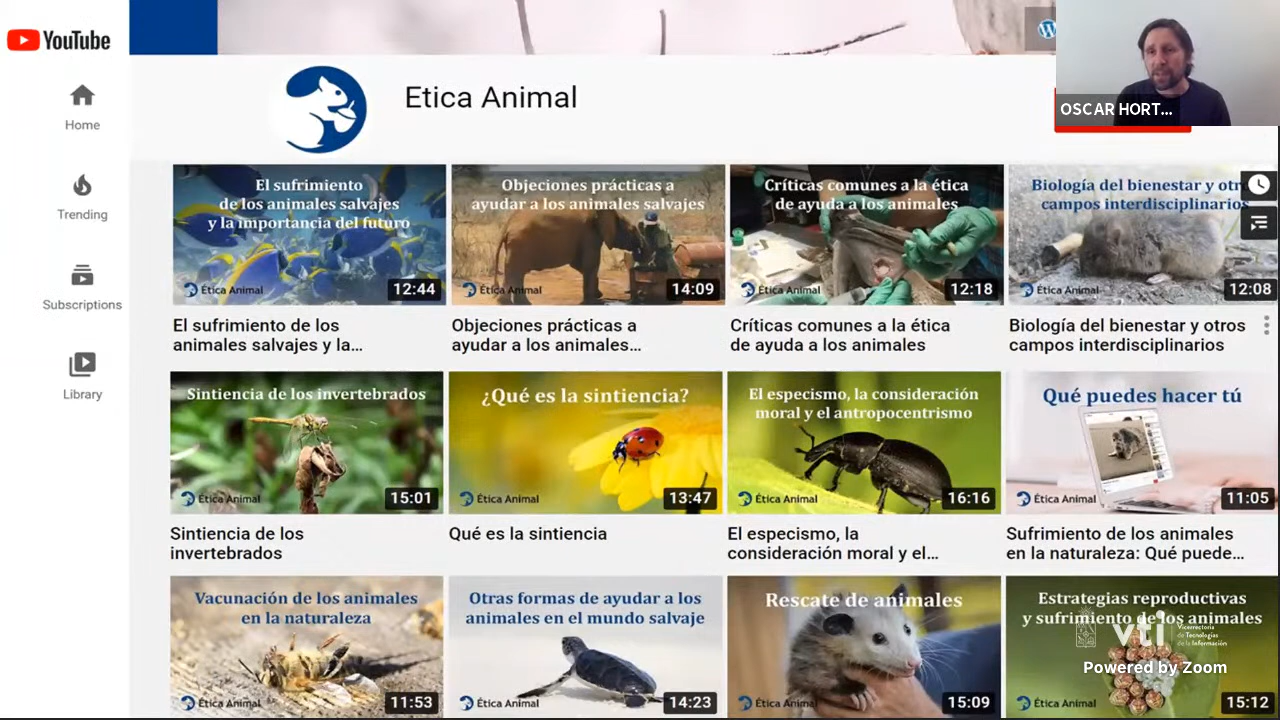 YouTube
Home
Trending
Subscriptions
Library
Etica Animal
OSCAR HORT...
El sufrimiento
de los animales salvajes
y la importancia del futuro
Ética Animal
12:44
Objeciones prácticas a
ayudar a los animales salvajes
Ética Animal
14:09
Críticas comunes a la ética
de ayuda a los animales
Ética Animal
12:18
Biología del bienestar y otros
campos interdisciplinarios
Ética Animal
12:08
El sufrimiento de los
animales salvajes y la...
Objeciones prácticas a
ayudar a los animales...
Críticas comunes a la ética
de ayuda a los animales
Biología del bienestar y otros
campos interdisciplinarios
Sintiencia de los invertebrados
Ética Animal
15:01
¿Qué es la sintiencia?
Ética Animal
13:47
El especismo, la consideración
moral y el antropocentrismo
Ética Animal
16:16
Qué puedes hacer tú
Ética Animal
11:05
Sintiencia de los
invertebrados
Qué es la sintiencia
El especismo, la
consideración moral y el...
Sufrimiento de los animales
en la naturaleza: Qué puede...
Vacunación de los animales
en la naturaleza
Ética Animal
11:53
Otras formas de ayudar a los
animales en el mundo salvaje
Ética Animal
14:23
Rescate de animales
Ética Animal
15:09
Estrategias reproductivas
y sufrimiento de los animales
Ética Animal
15:12
vti
Vicerrectoría
de Tecnologías
de la Información
Powered by Zoom